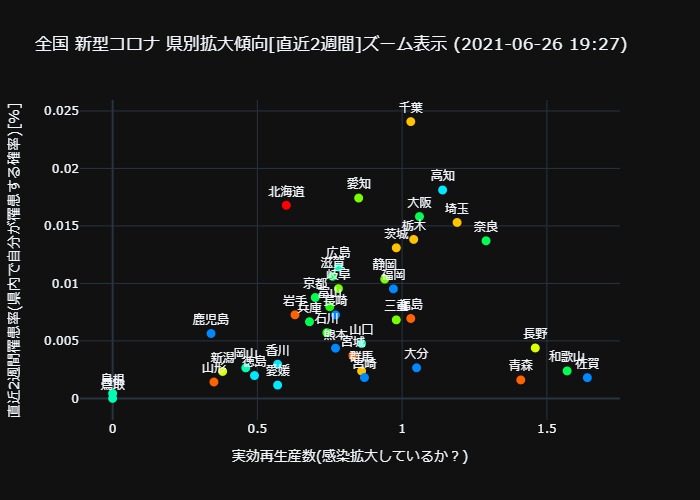 全国 新型コロナ 県別拡大傾向[直近2週間]ズーム表示 (2021-06-26 19:27)
直近2週間罹患率(県内で自分が罹患する確率)[%]
0.025
0.02
0.015
0.01
0.005
0
千葉
愛知
高知
北海道
大阪
埼玉
栃木
奈良
茨城
広島
滋賀
静岡
岐阜
福岡
京都
富山
岩手
長崎
兵庫
三重
福島
鹿児島
石川
熊本
山口
長野
宮城
新潟
岡山
香川
群馬
大分
和歌山
山形
徳島
愛媛
宮崎
青森
佐賀
島根
鳥取
0
0.5
1
1.5
実効再生産数(感染拡大しているか？)